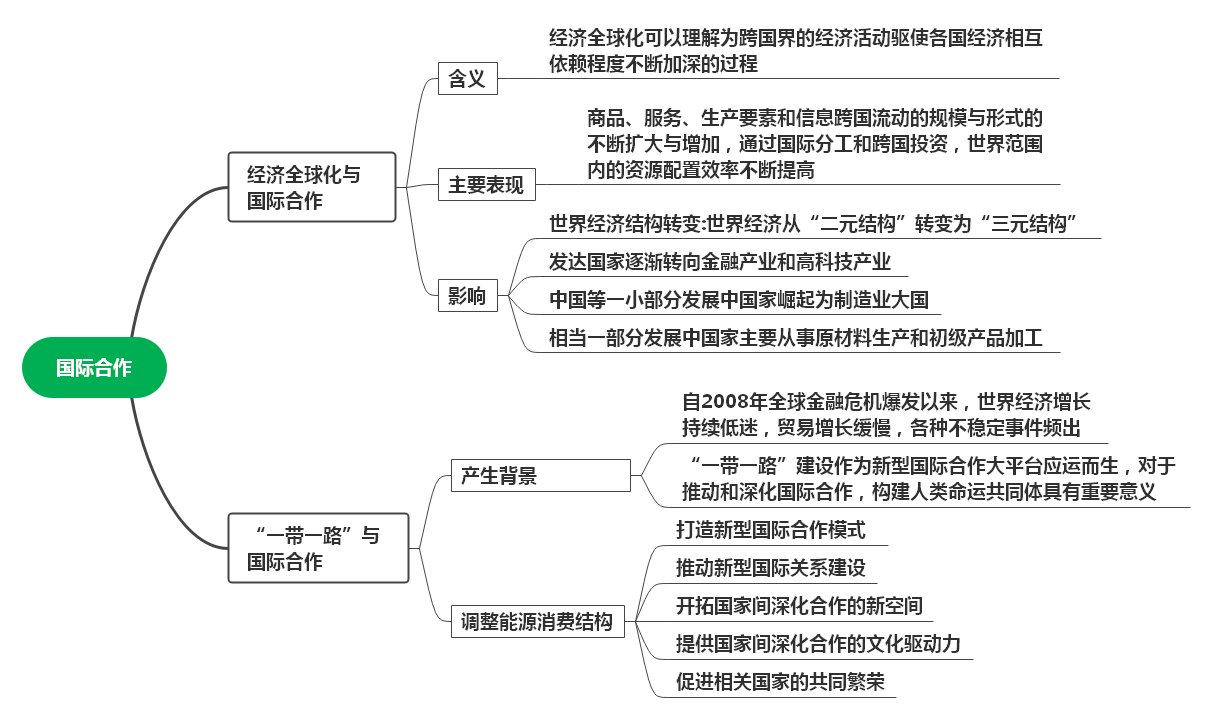 国际合作
经济全球化与
国际合作
含义
经济全球化可以理解为跨国界的经济活动驱使各国经济相互
依赖程度不断加深的过程
主要表现
商品、服务、生产要素和信息跨国流动的规模与形式的
不断扩大与增加，通过国际分工和跨国投资，世界范围
内的资源配置效率不断提高
影响
世界经济结构转变:世界经济从“二元结构”转变为“三元结构”
发达国家逐渐转向金融产业和高科技产业
中国等一小部分发展中国家崛起为制造业大国
相当一部分发展中国家主要从事原材料生产和初级产品加工
“一带一路”与
国际合作
产生背景
自2008年全球金融危机爆发以来，世界经济增长
持续低迷，贸易增长缓慢，各种不稳定事件频出
“一带一路”建设作为新型国际合作大平台应运而生，对于
推动和深化国际合作，构建人类命运共同体具有重要意义
调整能源消费结构
打造新型国际合作模式
推动新型国际关系建设
开拓国家间深化合作的新空间
提供国家间深化合作的文化驱动力
促进相关国家的共同繁荣